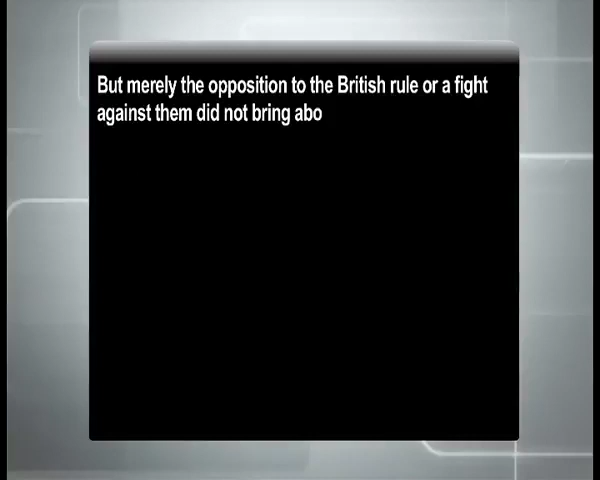 But merely the opposition to the British rule or a fight
against them did not bring abo